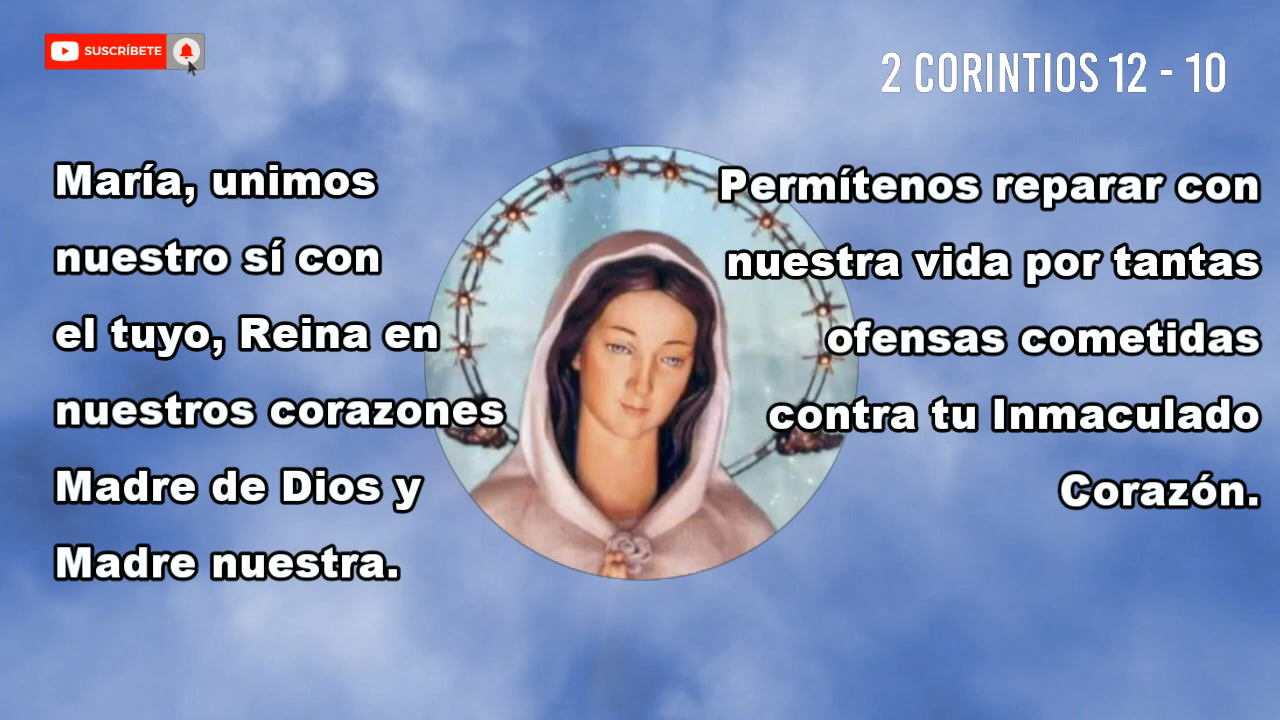 SUSCRÍBETE
2 CORINTIOS 12 - 10
María, unimos
nuestro sí con
el tuyo, Reina en
nuestros corazones
Madre de Dios y
Madre nuestra.
Permítenos reparar con
nuestra vida por tantas
ofensas cometidas
contra tu Inmaculado
Corazón.